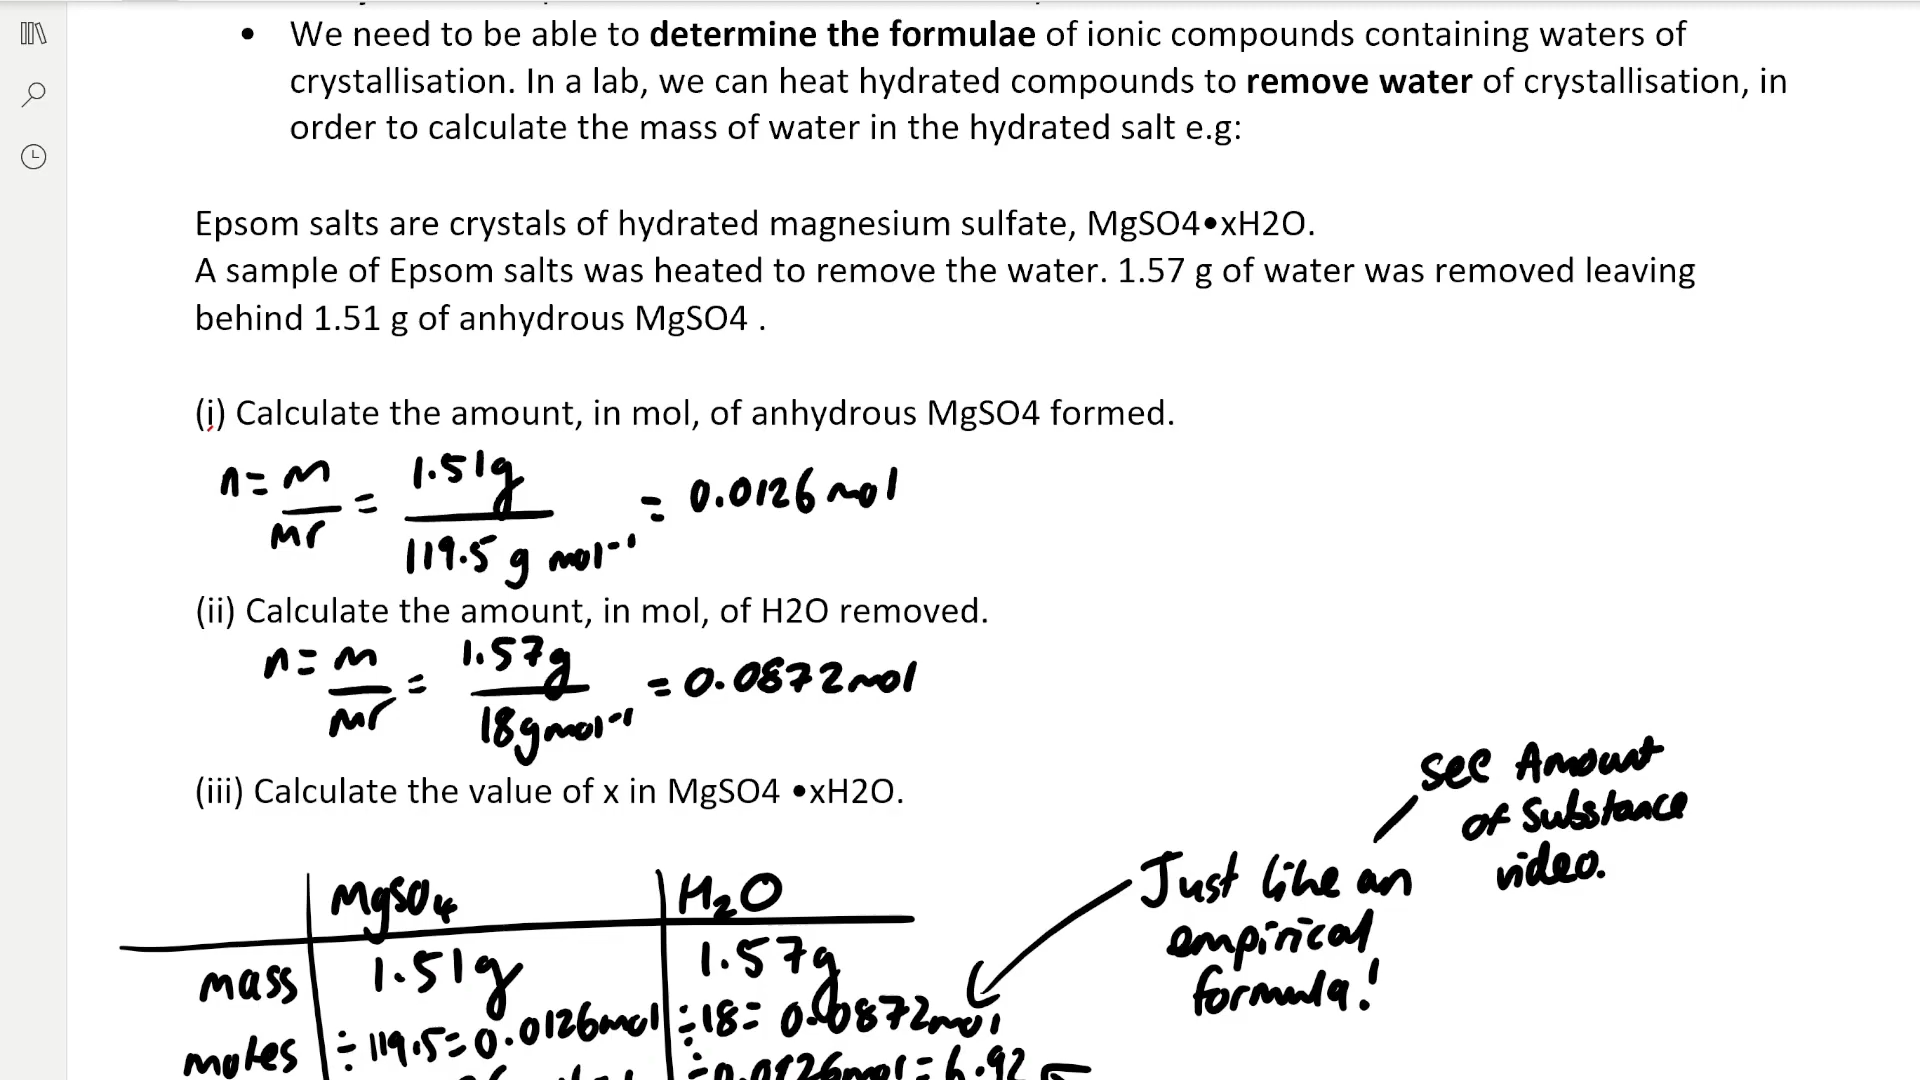 • We need to be able to determine the formulae of ionic compounds containing waters of
crystallisation. In a lab, we can heat hydrated compounds to remove water of crystallisation, in
order to calculate the mass of water in the hydrated salt e.g:
Epsom salts are crystals of hydrated magnesium sulfate, MgSO4•xH2O.
A sample of Epsom salts was heated to remove the water. 1.57 g of water was removed leaving
behind 1.51 g of anhydrous MgSO4 .
(i) Calculate the amount, in mol, of anhydrous MgSO4 formed.
n = m/Mr = 1.51g/119.5 g mol⁻¹ = 0.0126 mol
(ii) Calculate the amount, in mol, of H2O removed.
n = m/Mr = 1.57g/18gmol⁻¹ = 0.0872mol
(iii) Calculate the value of x in MgSO4 •xH2O.
see Amount
of Substance
video.
Just like an
empirical
formula!
MgSO₄ H₂O
mass 1.51g 1.57g
moles ÷119.5=0.0126mol ÷18= 0.0872mol
÷0.0126mol = 6.92